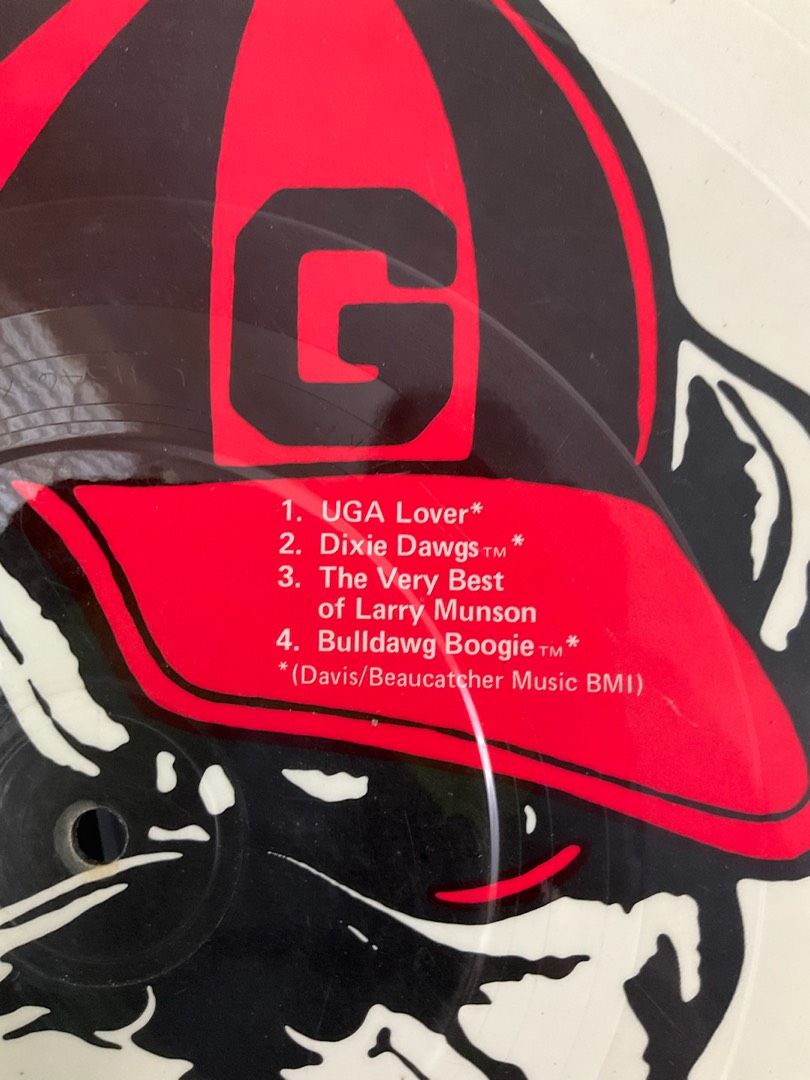 G
1. UGA Lover*
2. Dixie Dawgs™*
3. The Very Best
of Larry Munson
4. Bulldawg Boogie™*
*(Davis/Beaucatcher Music BMI)